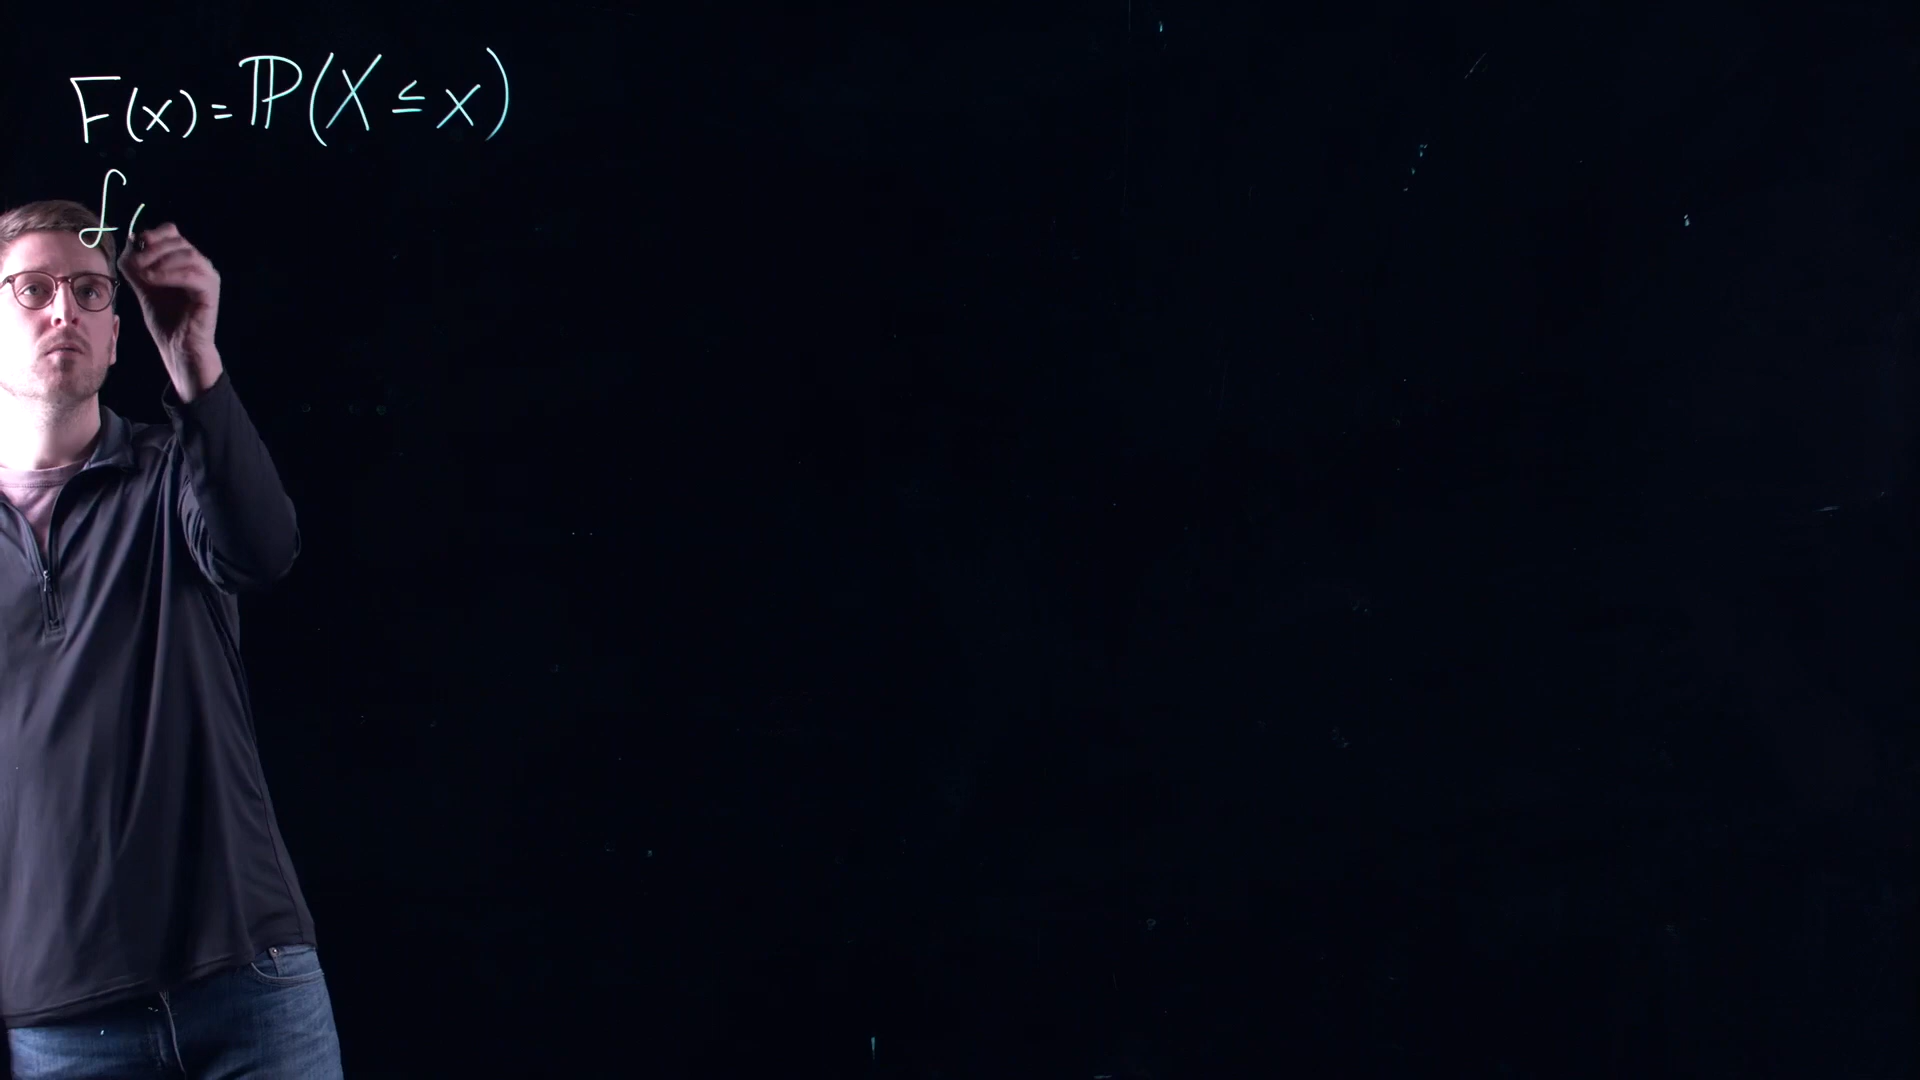 F(x) = ℙ(X ≤ x)
f(